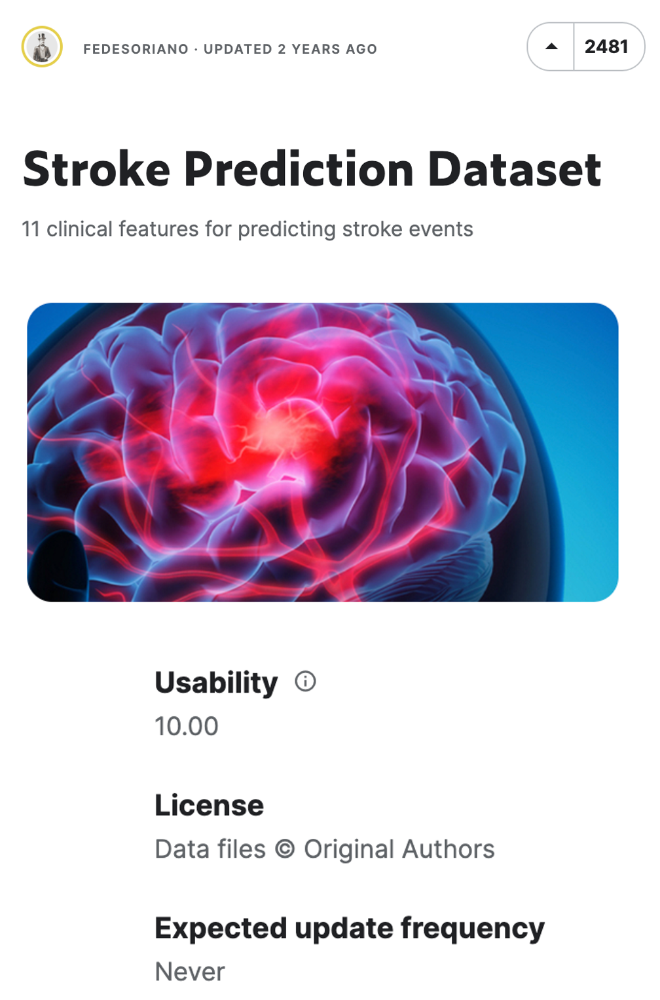 FEDESORIANO · UPDATED 2 YEARS AGO
2481
Stroke Prediction Dataset
11 clinical features for predicting stroke events
Usability
10.00
License
Data files © Original Authors
Expected update frequency
Never